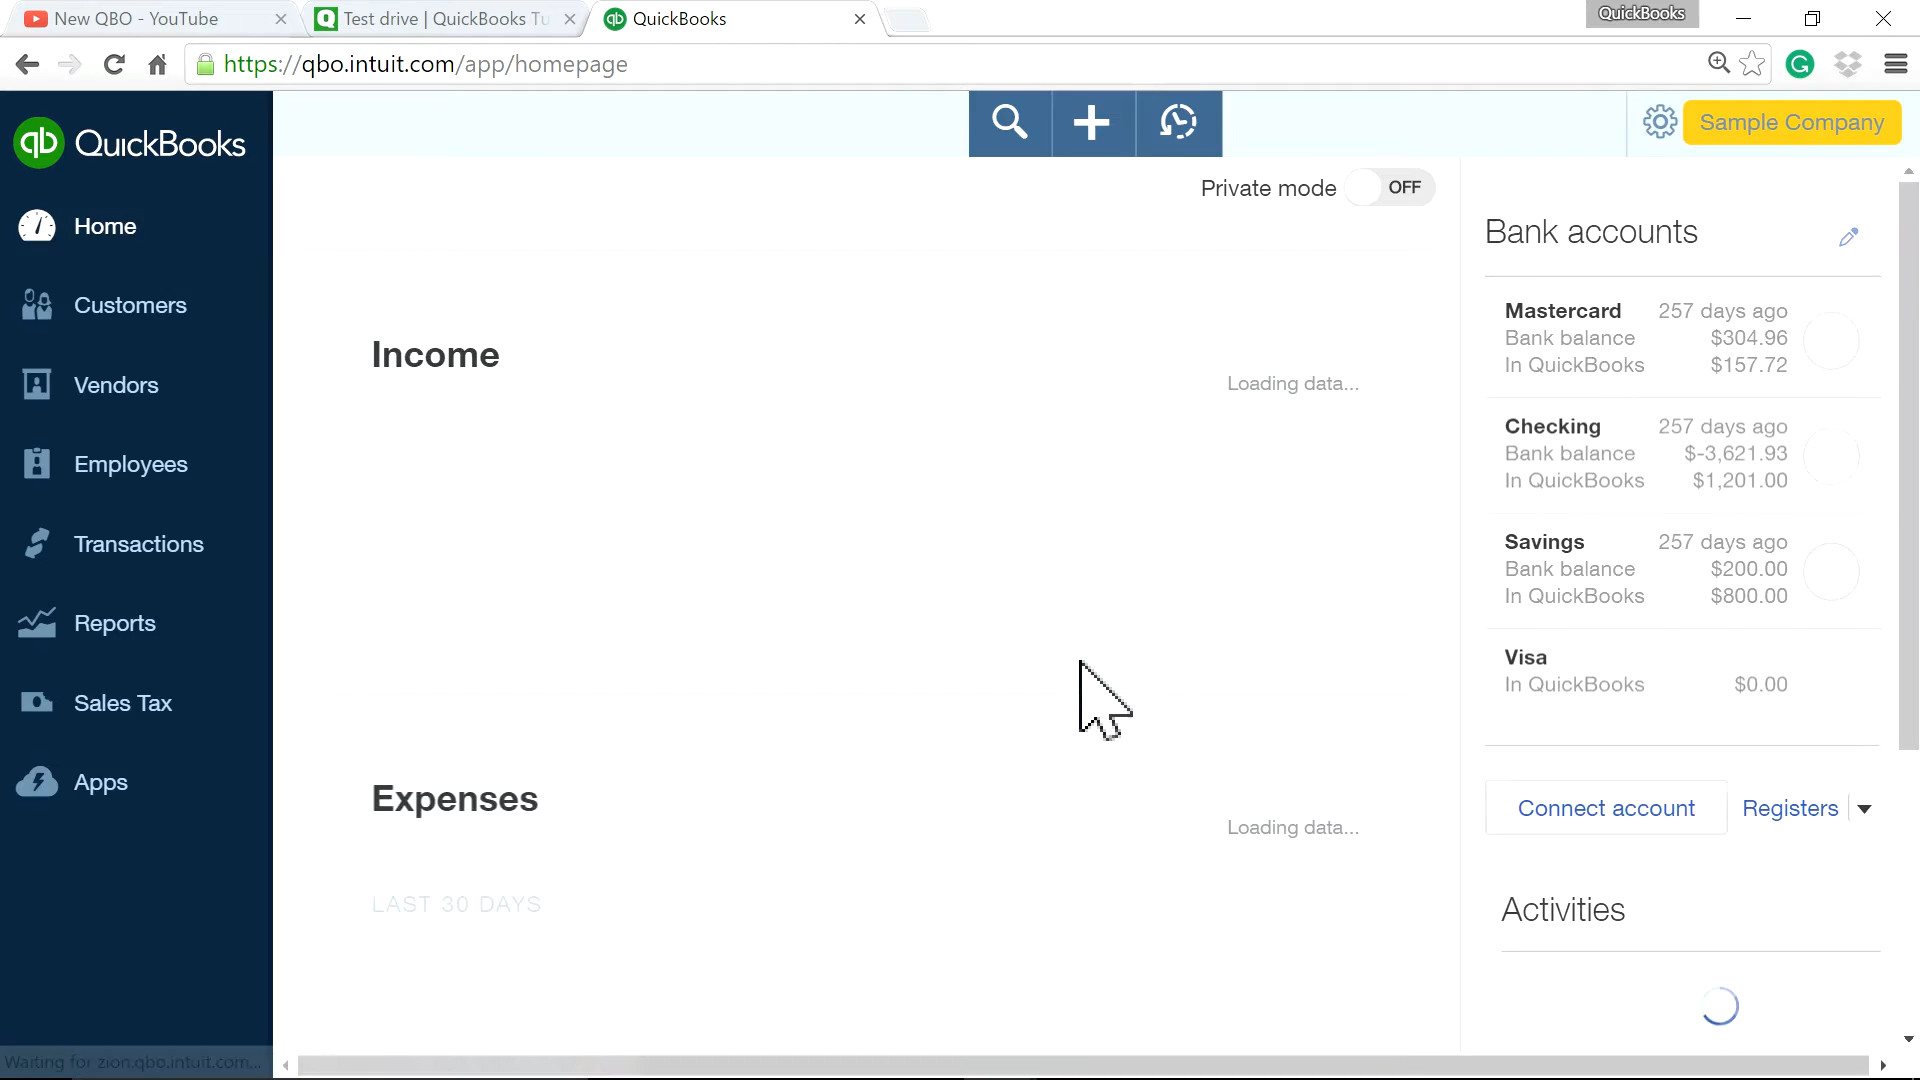 New QBO - YouTube
Test drive | QuickBooks Tu
QuickBooks
QuickBooks
https://qbo.intuit.com/app/homepage
qb QuickBooks
Sample Company
Private mode OFF
Home
Customers
Vendors
Employees
Transactions
Reports
Sales Tax
Apps
Income
Loading data...
Expenses
Loading data...
LAST 30 DAYS
Bank accounts
Mastercard 257 days ago
Bank balance $304.96
In QuickBooks $157.72
Checking 257 days ago
Bank balance $-3,621.93
In QuickBooks $1,201.00
Savings 257 days ago
Bank balance $200.00
In QuickBooks $800.00
Visa
In QuickBooks $0.00
Connect account Registers
Activities
Waiting for zion.qbo.intuit.com...